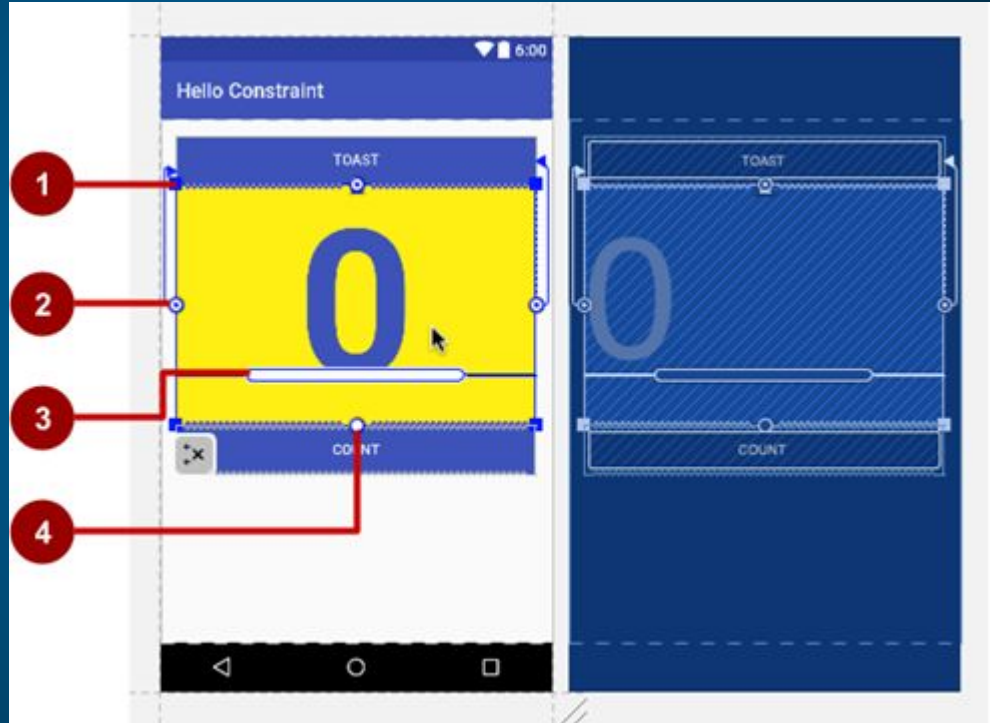 6:00
Hello Constraint
TOAST
TOAST
1
0
0
2
3
COUNT
COUNT
4